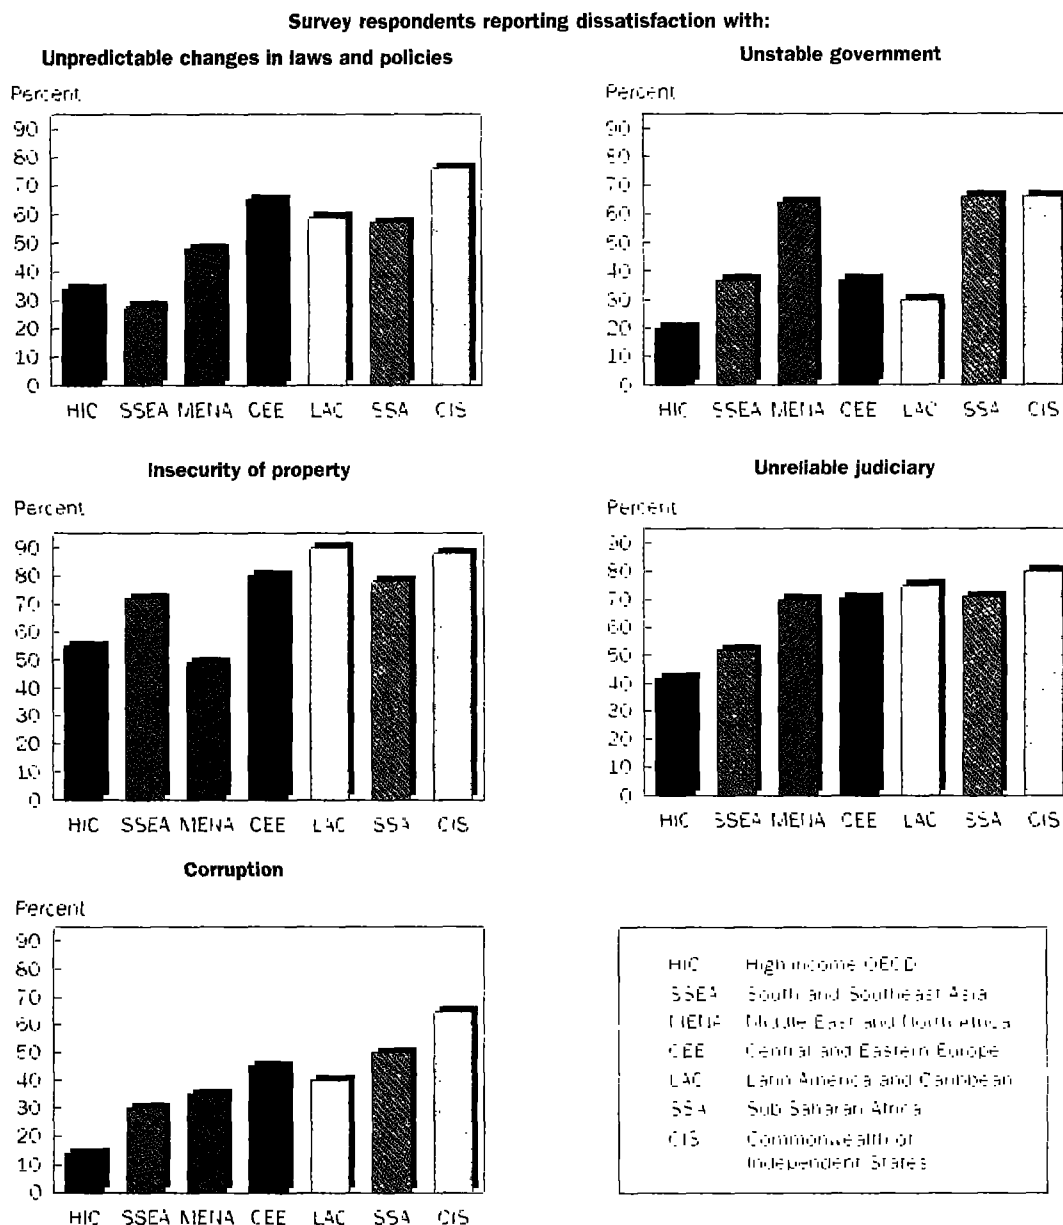 Survey respondents reporting dissatisfaction with:
Unpredictable changes in laws and policies
Percent
90
80
70
60
50
40
30
20
10
0
HIC SSEA MENA CEE LAC SSA CIS
Unstable government
Percent
90
80
70
60
50
40
30
20
10
0
HIC SSEA MENA CEE LAC SSA CIS
Insecurity of property
Percent
90
80
70
60
50
40
30
20
10
0
HIC SSEA MENA CEE LAC SSA CIS
Unreliable judiciary
Percent
90
80
70
60
50
40
30
20
10
0
HIC SSEA MENA CEE LAC SSA CIS
Corruption
Percent
90
80
70
60
50
40
30
20
10
0
HIC SSEA MENA CEE LAC SSA CIS
HIC High income OECD
SSEA South and Southeast Asia
MENA Middle East and North Africa
CEE Central and Eastern Europe
LAC Latin America and Caribbean
SSA Sub Saharan Africa
CIS Commonwealth of
Independent States